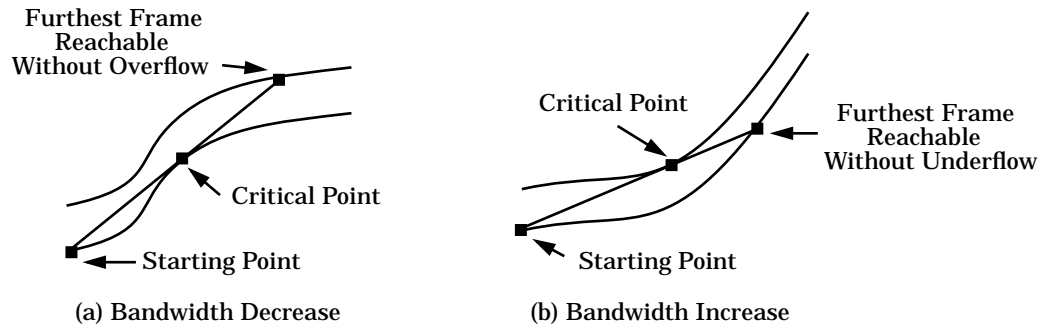 Furthest Frame
Reachable
Without Overflow
Critical Point
Starting Point
(a) Bandwidth Decrease
Critical Point
Furthest Frame
Reachable
Without Underflow
Starting Point
(b) Bandwidth Increase